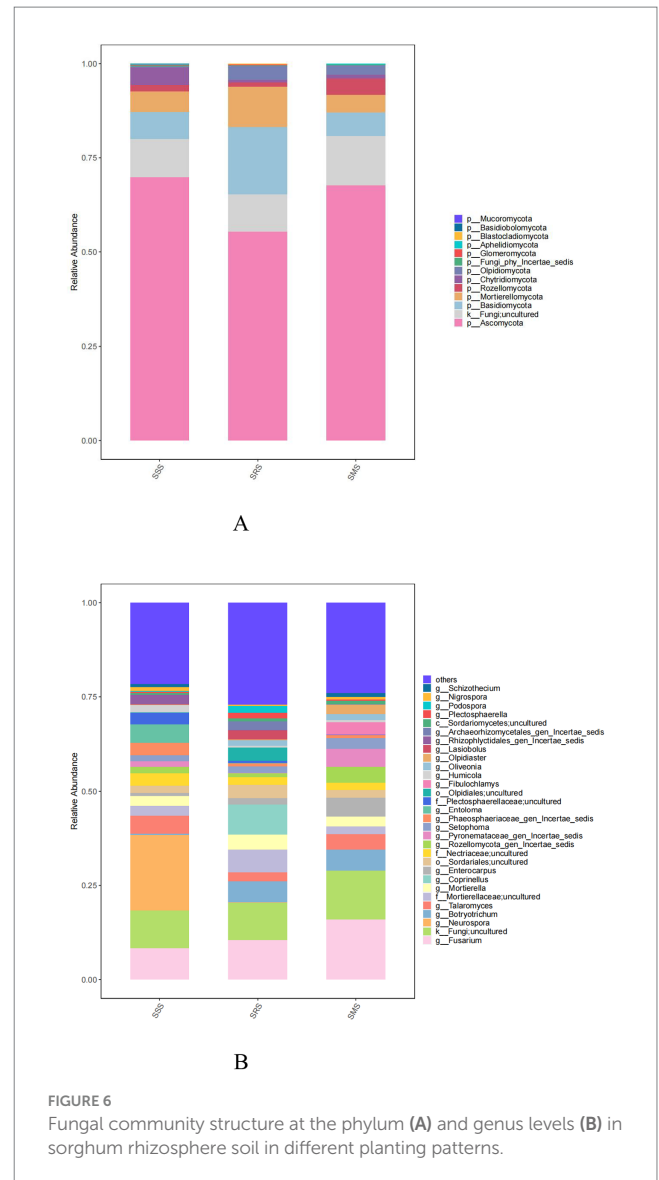 1.00
0.75
0.50
0.25
0.00
Relative Abundance
SSS
SRS
SMS
p__Mucoromycota
p__Basidiobolomycota
p__Blastocladiomycota
p__Aphelidiomycota
p__Glomeromycota
p__Fungi_phy_Incertae_sedis
p__Olpidiomycota
p__Chytridiomycota
p__Rozellomycota
p__Mortierellomycota
p__Basidiomycota
k__Fungi;uncultured
p__Ascomycota
A
1.00
0.75
0.50
0.25
0.00
Relative Abundance
SSS
SRS
SMS
others
g__Schizothecium
g__Nigrospora
g__Podospora
g__Plectosphaerella
c__Sordariomycetes;uncultured
g__Archaeorhizomycetales_gen_Incertae_sedis
g__Rhizophlyctidales_gen_Incertae_sedis
g__Lasiobolus
g__Olpidiaster
g__Oliveonia
g__Humicola
g__Fibulochlamys
o__Olpidiales;uncultured
f__Plectosphaerellaceae;uncultured
g__Entoloma
g__Phaeosphaeriaceae_gen_Incertae_sedis
g__Setophoma
g__Pyronemataceae_gen_Incertae_sedis
g__Rozellomycota_gen_Incertae_sedis
f__Nectriaceae;uncultured
o__Sordariales;uncultured
g__Enterocarpus
g__Coprinellus
g__Mortierella
f__Mortierellaceae;uncultured
g__Talaromyces
g__Botryotrichum
g__Neurospora
k__Fungi;uncultured
g__Fusarium
B
FIGURE 6
Fungal community structure at the phylum (A) and genus levels (B) in
sorghum rhizosphere soil in different planting patterns.